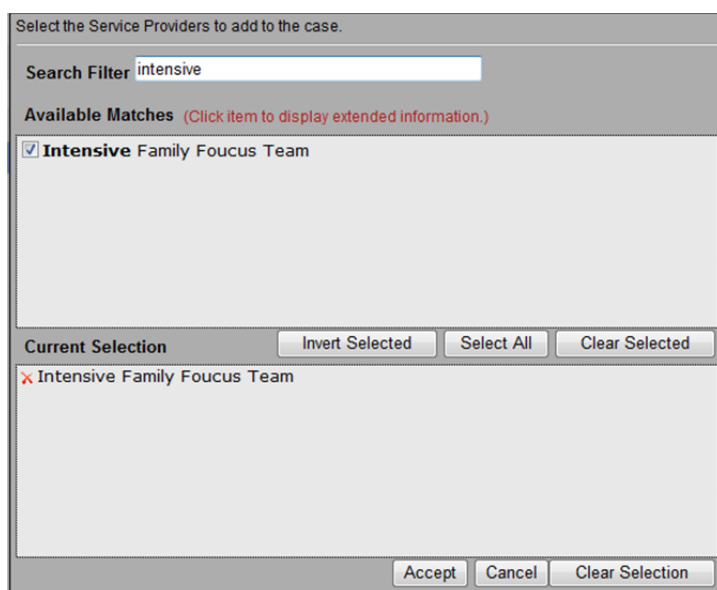 Select the Service Providers to add to the case.
Search Filter intensive
Available Matches (Click item to display extended information.)
Intensive Family Foucus Team
Current Selection Invert Selected Select All Clear Selected
Intensive Family Foucus Team
Accept Cancel Clear Selection